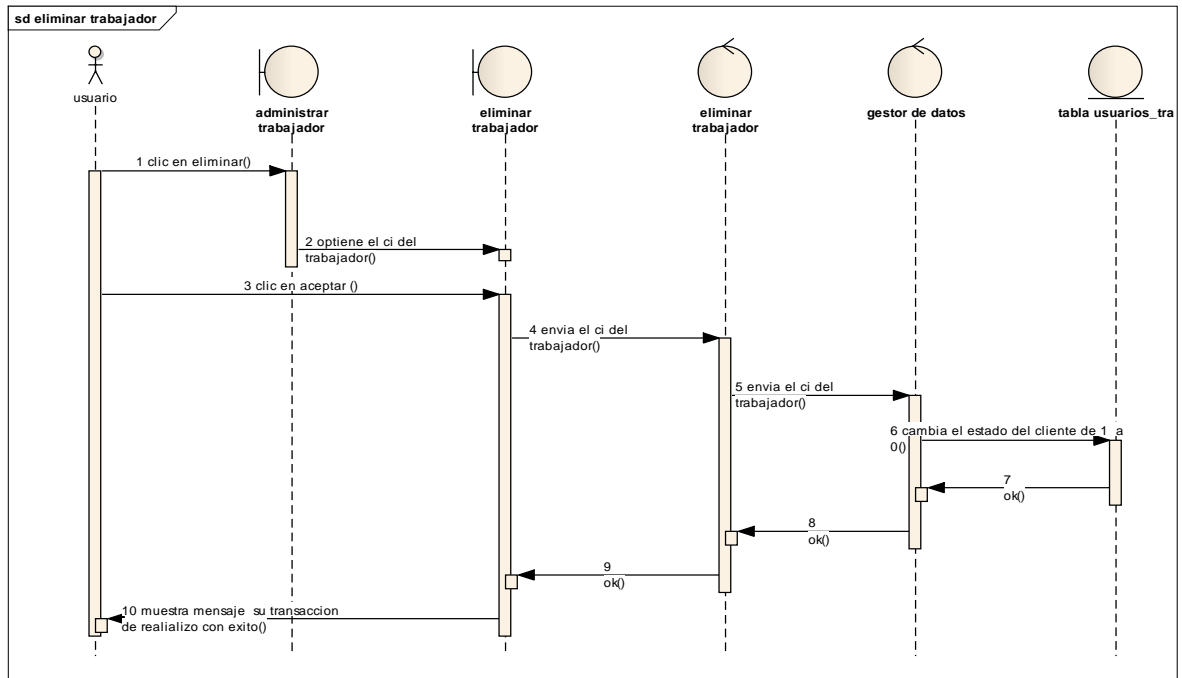 sd eliminar trabajador
usuario
administrar
trabajador
eliminar
trabajador
eliminar
trabajador
gestor de datos
tabla usuarios_tra
1 clic en eliminar()
2 optiene el ci del
trabajador()
3 clic en aceptar ()
4 envia el ci del
trabajador()
5 envia el ci del
trabajador()
6 cambia el estado del cliente de 1 a
0()
7
ok()
8
ok()
9
ok()
10 muestra mensaje su transaccion
de realializo con exito()